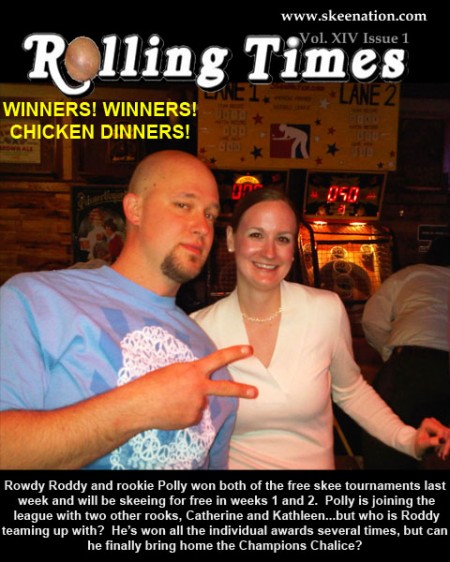 www.skeenation.com
Vol. XIV Issue 1
Rolling Times
WINNERS! WINNERS!
CHICKEN DINNERS!
LANE 1
LANE 2
050
Rowdy Roddy and rookie Polly won both of the free skee tournaments last
week and will be skeeing for free in weeks 1 and 2. Polly is joining the
league with two other rooks, Catherine and Kathleen...but who is Roddy
teaming up with? He's won all the individual awards several times, but can
he finally bring home the Champions Chalice?